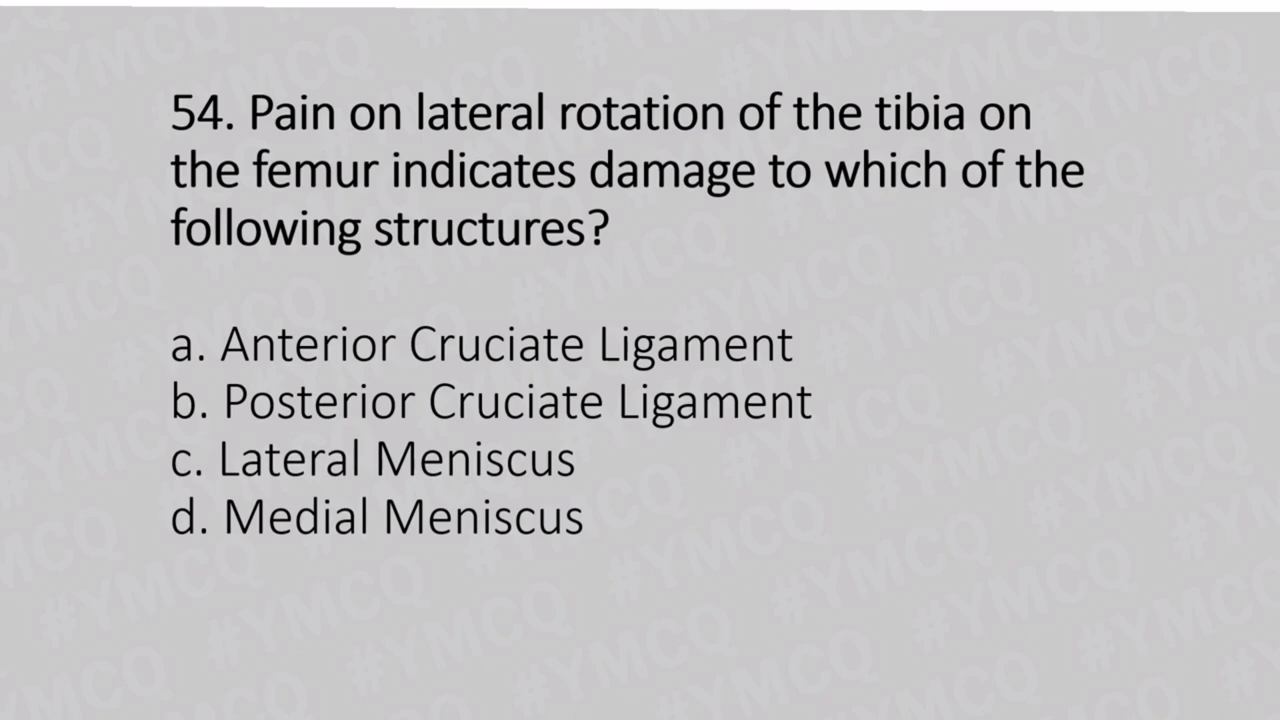 54. Pain on lateral rotation of the tibia on
the femur indicates damage to which of the
following structures?
a. Anterior Cruciate Ligament
b. Posterior Cruciate Ligament
c. Lateral Meniscus
d. Medial Meniscus
#YMCQ